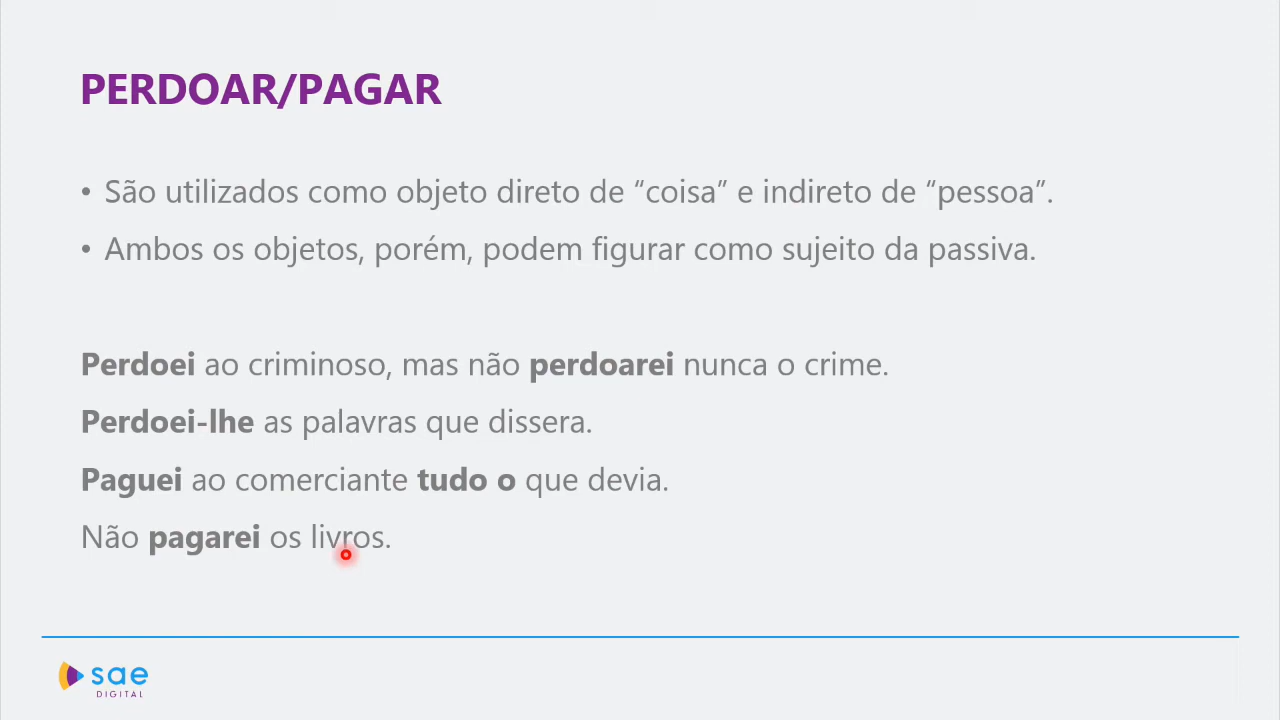 PERDOAR/PAGAR
• São utilizados como objeto direto de “coisa” e indireto de “pessoa”.
• Ambos os objetos, porém, podem figurar como sujeito da passiva.
Perdoei ao criminoso, mas não perdoarei nunca o crime.
Perdoei-lhe as palavras que dissera.
Paguei ao comerciante tudo o que devia.
Não pagarei os livros.
sae
DIGITAL